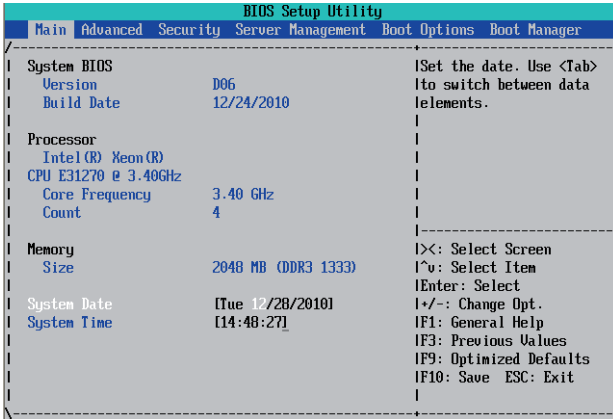 BIOS Setup Utility
Main Advanced Security Server Management Boot Options Boot Manager
System BIOS
Version D06
Build Date 12/24/2010
Processor
Intel(R) Xeon(R)
CPU E31270 @ 3.40GHz
Core Frequency 3.40 GHz
Count 4
Memory
Size 2048 MB (DDR3 1333)
System Date [Tue 12/28/2010]
System Time [14:48:27]
Set the date. Use <Tab>
to switch between data
elements.
><: Select Screen
^v: Select Item
Enter: Select
+/-: Change Opt.
F1: General Help
F3: Previous Values
F9: Optimized Defaults
F10: Save ESC: Exit